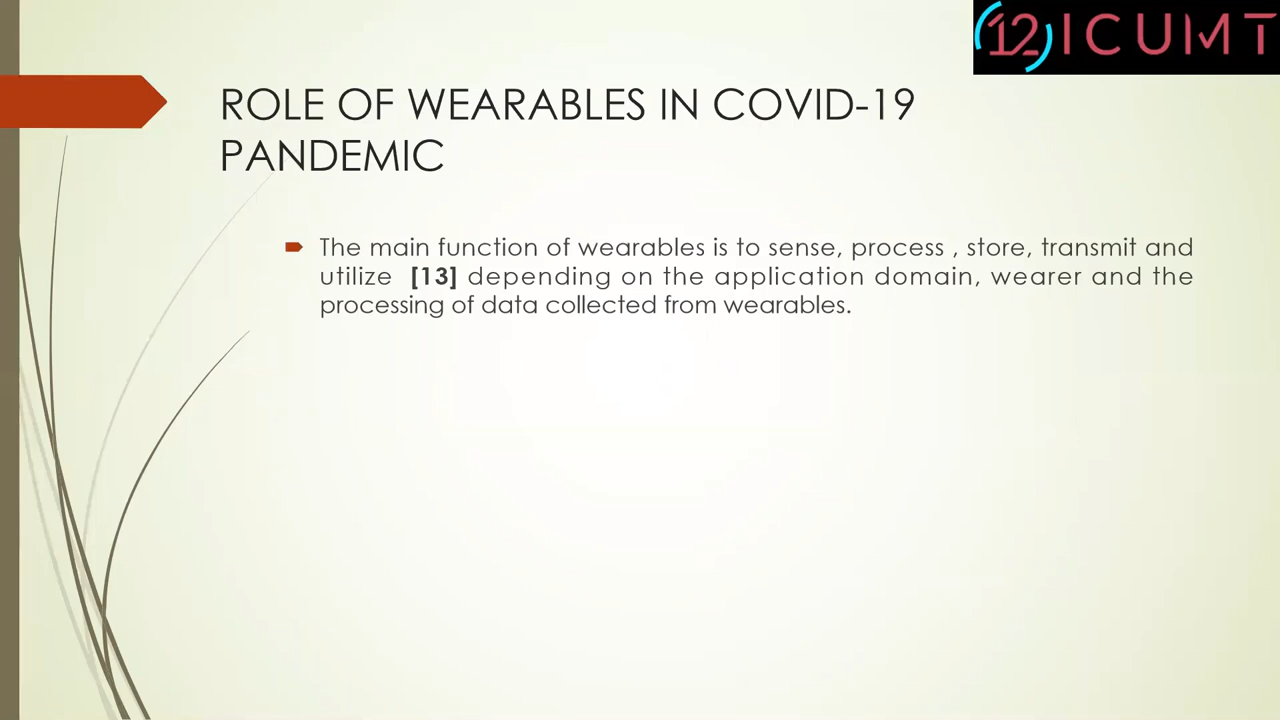 12 ICUMT
ROLE OF WEARABLES IN COVID-19
PANDEMIC
The main function of wearables is to sense, process , store, transmit and
utilize [13] depending on the application domain, wearer and the
processing of data collected from wearables.